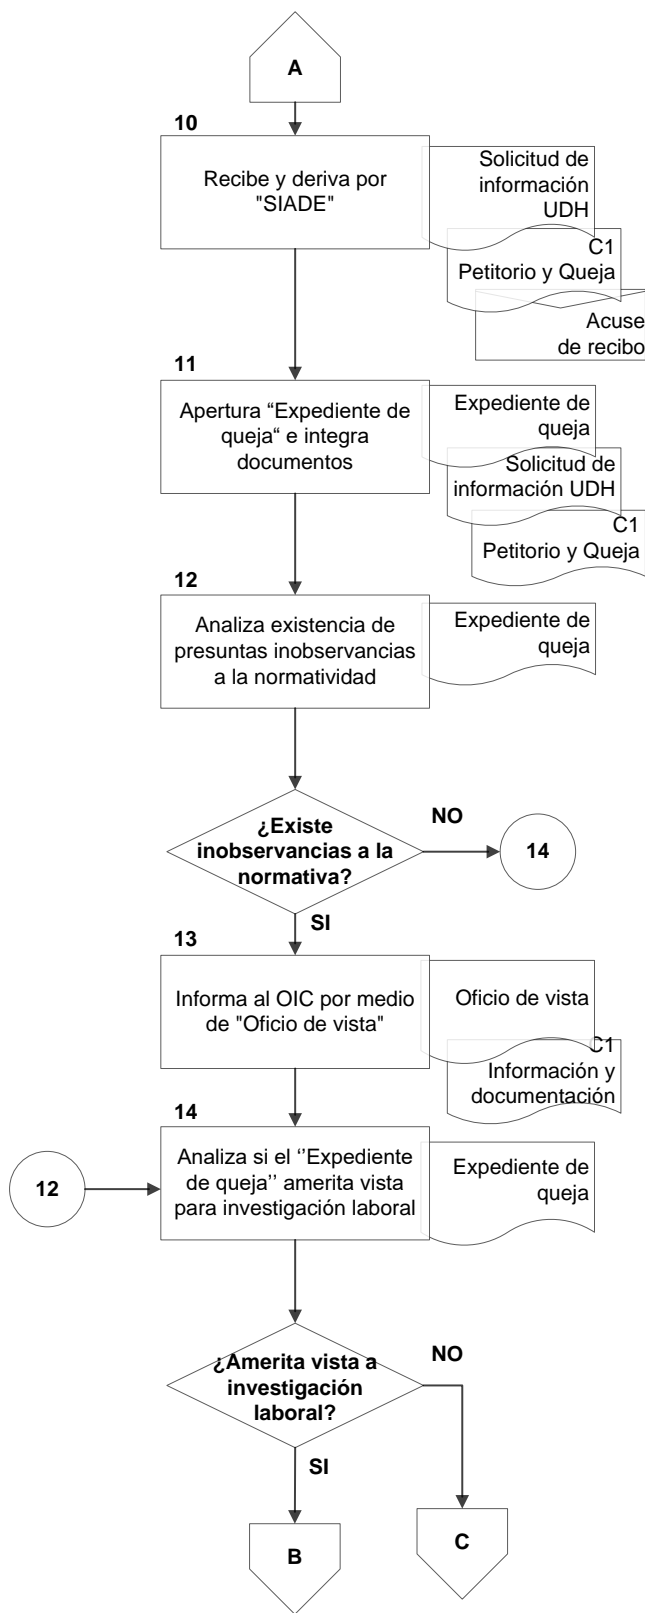 A
10
Recibe y deriva por
"SIADE"
Solicitud de
información
UDH
C1
Petitorio y Queja
Acuse
de recibo
11
Apertura “Expediente de
queja“ e integra
documentos
Expediente de
queja
Solicitud de
información UDH
C1
Petitorio y Queja
12
Analiza existencia de
presuntas inobservancias
a la normatividad
Expediente de
queja
¿Existe
inobservancias a la
normativa?
NO
14
SI
13
Informa al OIC por medio
de "Oficio de vista"
Oficio de vista
C1
Información y
documentación
14
12
Analiza si el ‘’Expediente
de queja’’ amerita vista
para investigación laboral
Expediente de
queja
¿Amerita vista a
investigación
laboral?
NO
SI
B
C